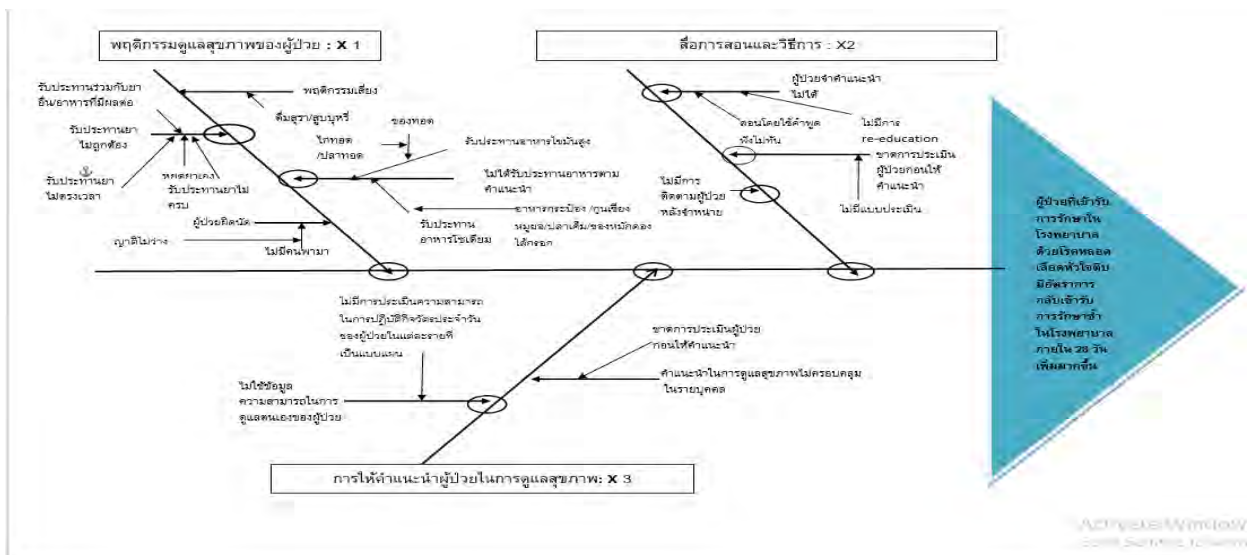 พฤติกรรมดูแลสุขภาพของผู้ป่วย : X 1
รับประทานร่วมกับยา
อื่น/อาหารที่มีผลต่อ
พฤติกรรมเสี่ยง
ดื่มสุรา/สูบบุหรี่
รับประทานยา
ไม่ถูกต้อง
รับประทานยา
ไม่ตรงเวลา
หยุดยาเอง
รับประทานยาไม่
ครบ
ของทอด
ไก่ทอด
/ปลาทอด
รับประทานอาหารไขมันสูง
ไม่ได้รับประทานอาหารตาม
คำแนะนำ
รับประทาน
อาหารโซเดียม
อาหารกระป๋อง /กุนเชียง
หมูยอ/ปลาเค็ม/ของหมักดอง
ไส้กรอก
ผู้ป่วยผิดนัด
ญาติไม่ว่าง
ไม่มีคนพามา
สื่อการสอนและวิธีการ : X2
ผู้ป่วยจำคำแนะนำ
ไม่ได้
สอนโดยใช้คำพูด
ฟังไม่ทัน
ไม่มีการ
re-education
ขาดการประเมิน
ผู้ป่วยก่อนให้
คำแนะนำ
ไม่มีแบบประเมิน
ไม่มีการ
ติดตามผู้ป่วย
หลังจำหน่าย
ไม่มีการประเมินความสามารถ
ในการปฏิบัติกิจวัตรประจำวัน
ของผู้ป่วยในแต่ละรายที่
เป็นแบบแผน
ไม่ใช้ข้อมูล
ความสามารถในการ
ดูแลตนเองของผู้ป่วย
ขาดการประเมินผู้ป่วย
ก่อนให้คำแนะนำ
คำแนะนำในการดูแลสุขภาพไม่ครอบคลุม
ในรายบุคคล
การให้คำแนะนำผู้ป่วยในการดูแลสุขภาพ: X 3
ผู้ป่วยที่เข้ารับ
การรักษาใน
โรงพยาบาล
ด้วยโรคหลอด
เลือดหัวใจตีบ
มีอัตราการ
กลับเข้ารับ
การรักษาซ้ำ
ในโรงพยาบาล
ภายใน 28 วัน
เพิ่มมากขึ้น